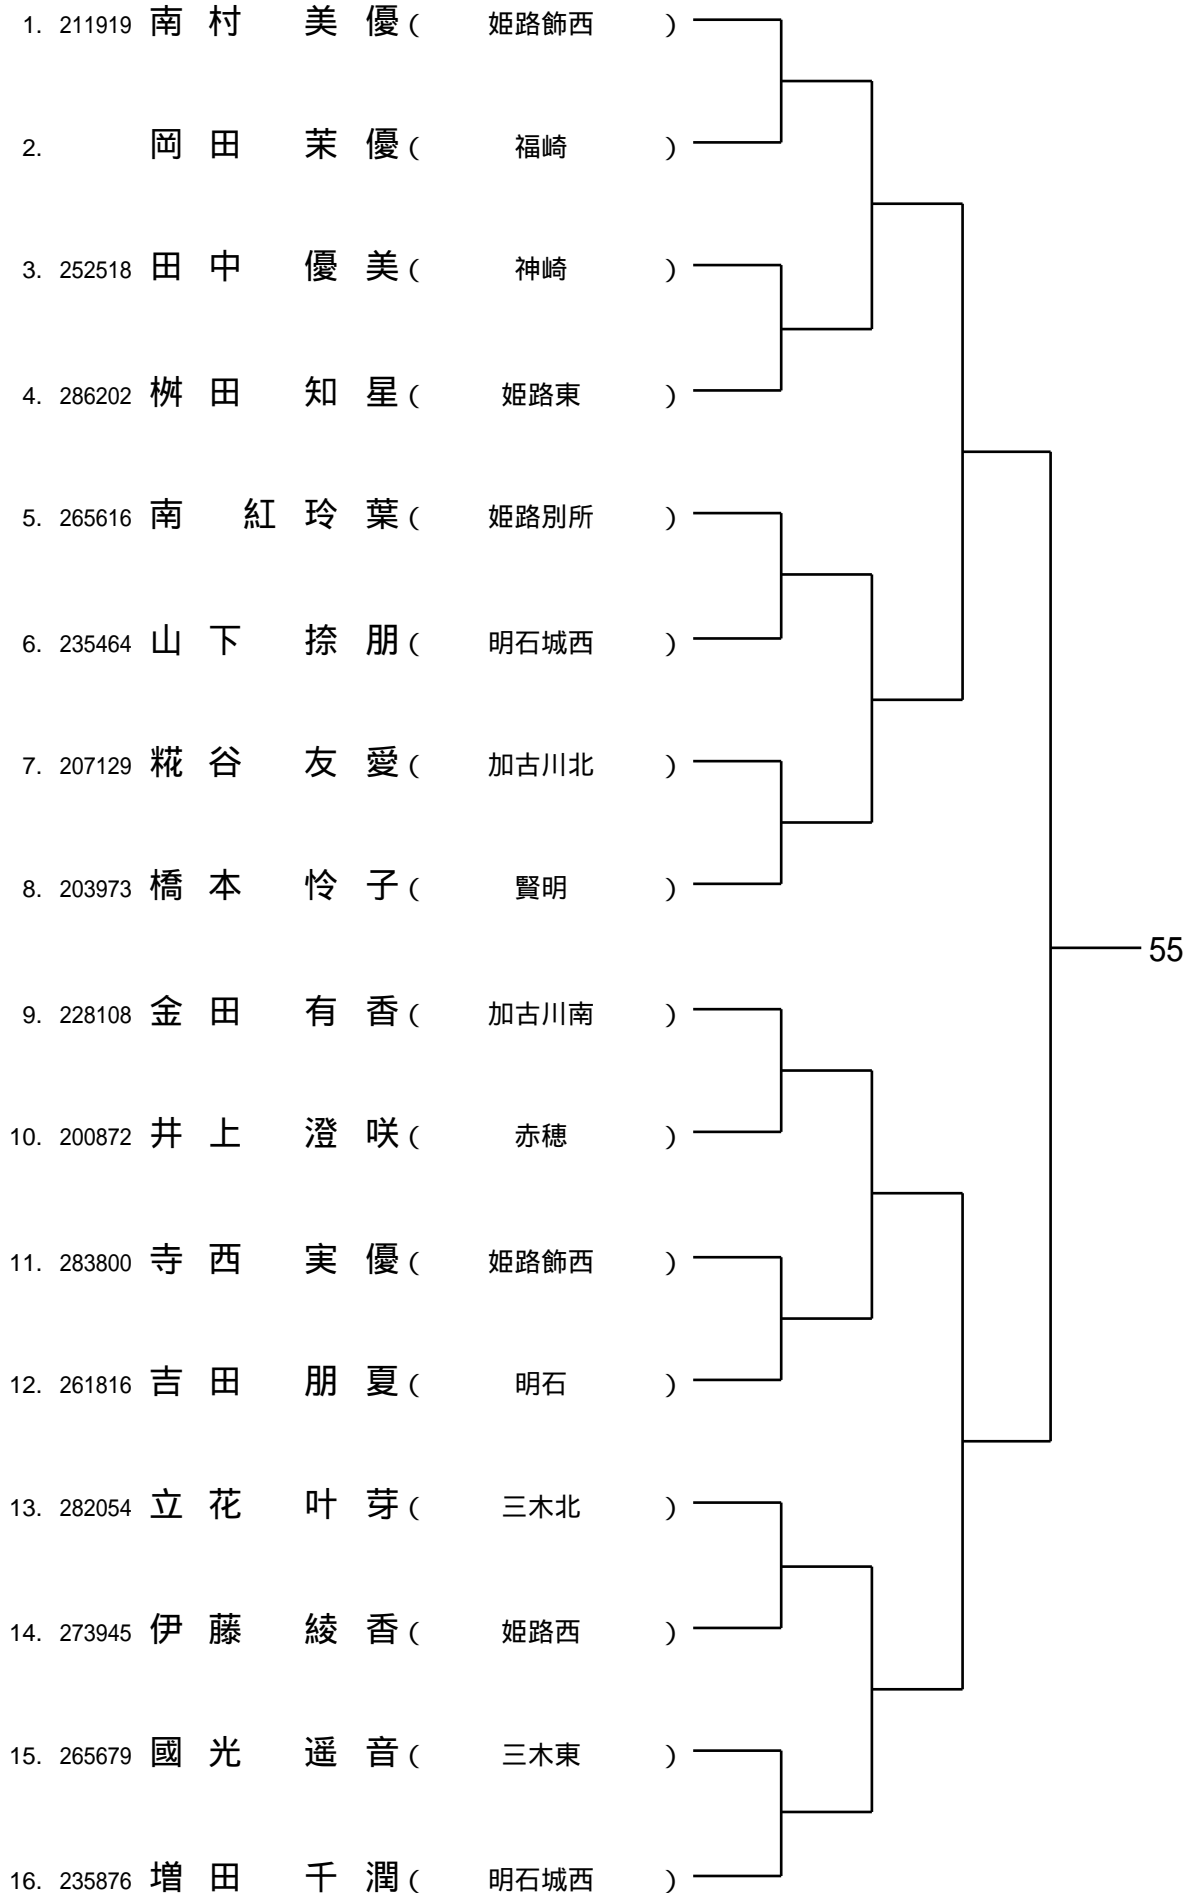 1. 211919 南村 美優( 姫路飾西 )
2. 岡田 茉優( 福崎 )
3. 252518 田中 優美( 神崎 )
4. 286202 桝田 知星( 姫路東 )
5. 265616 南 紅玲葉( 姫路別所 )
6. 235464 山下 捺朋( 明石城西 )
7. 207129 糀谷 友愛( 加古川北 )
8. 203973 橋本 怜子( 賢明 )
55
9. 228108 金田 有香( 加古川南 )
10. 200872 井上 澄咲( 赤穂 )
11. 283800 寺西 実優( 姫路飾西 )
12. 261816 吉田 朋夏( 明石 )
13. 282054 立花 叶芽( 三木北 )
14. 273945 伊藤 綾香( 姫路西 )
15. 265679 國光 遥音( 三木東 )
16. 235876 増田 千潤( 明石城西 )